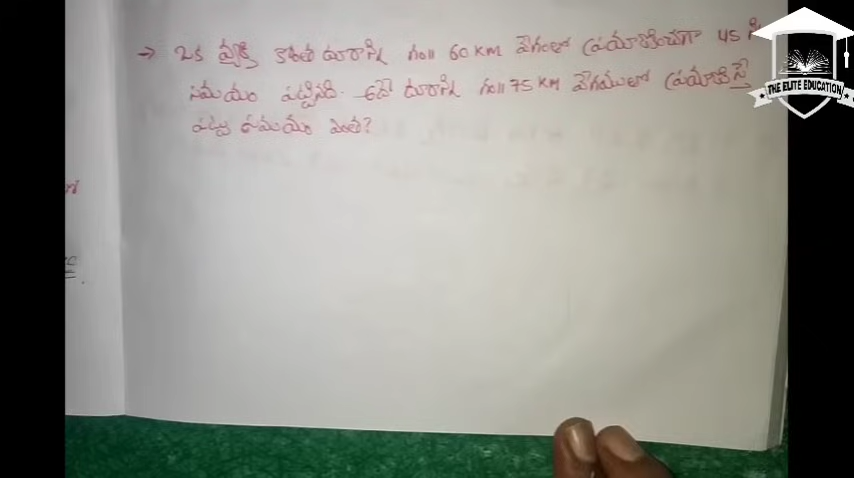 → ఒక వ్యక్తి కొంత దూరాన్ని గం॥ 60 KM వేగంలో ప్రయాణించగా 45 ని
సమయం పట్టినది. అదే దూరాన్ని గం॥ 75 KM వేగములో ప్రయాణిస్తే
పట్టు సమయం ఎంత?
THE ELITE EDUCATION